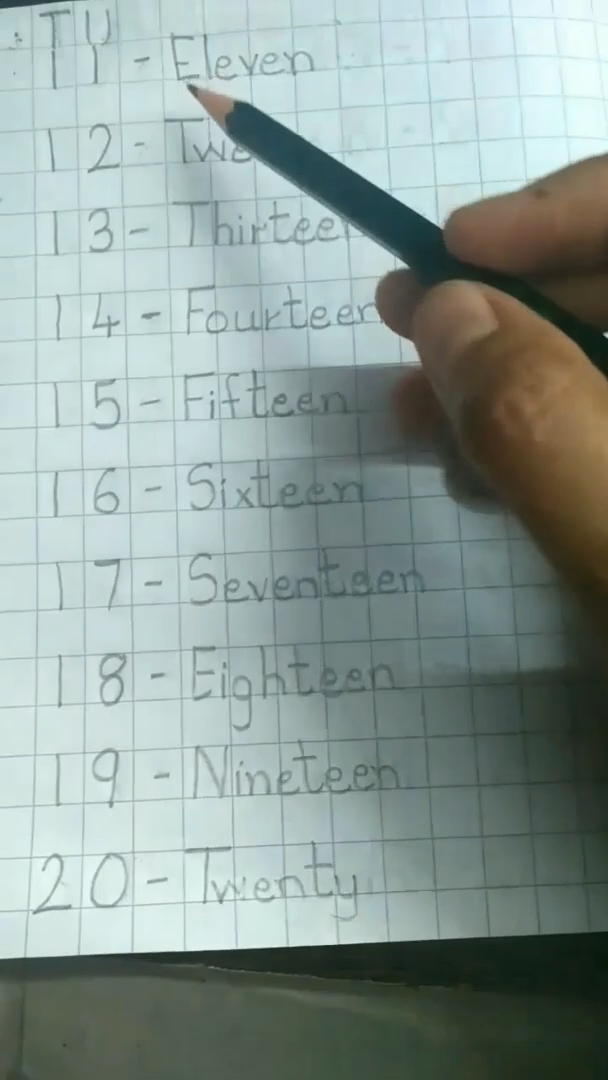 T U
11 - Eleven
12 - Twe
13 - Thirteen
14 - Fourteen
15 - Fifteen
16 - Sixteen
17 - Seventeen
18 - Eighteen
19 - Nineteen
20 - Twenty